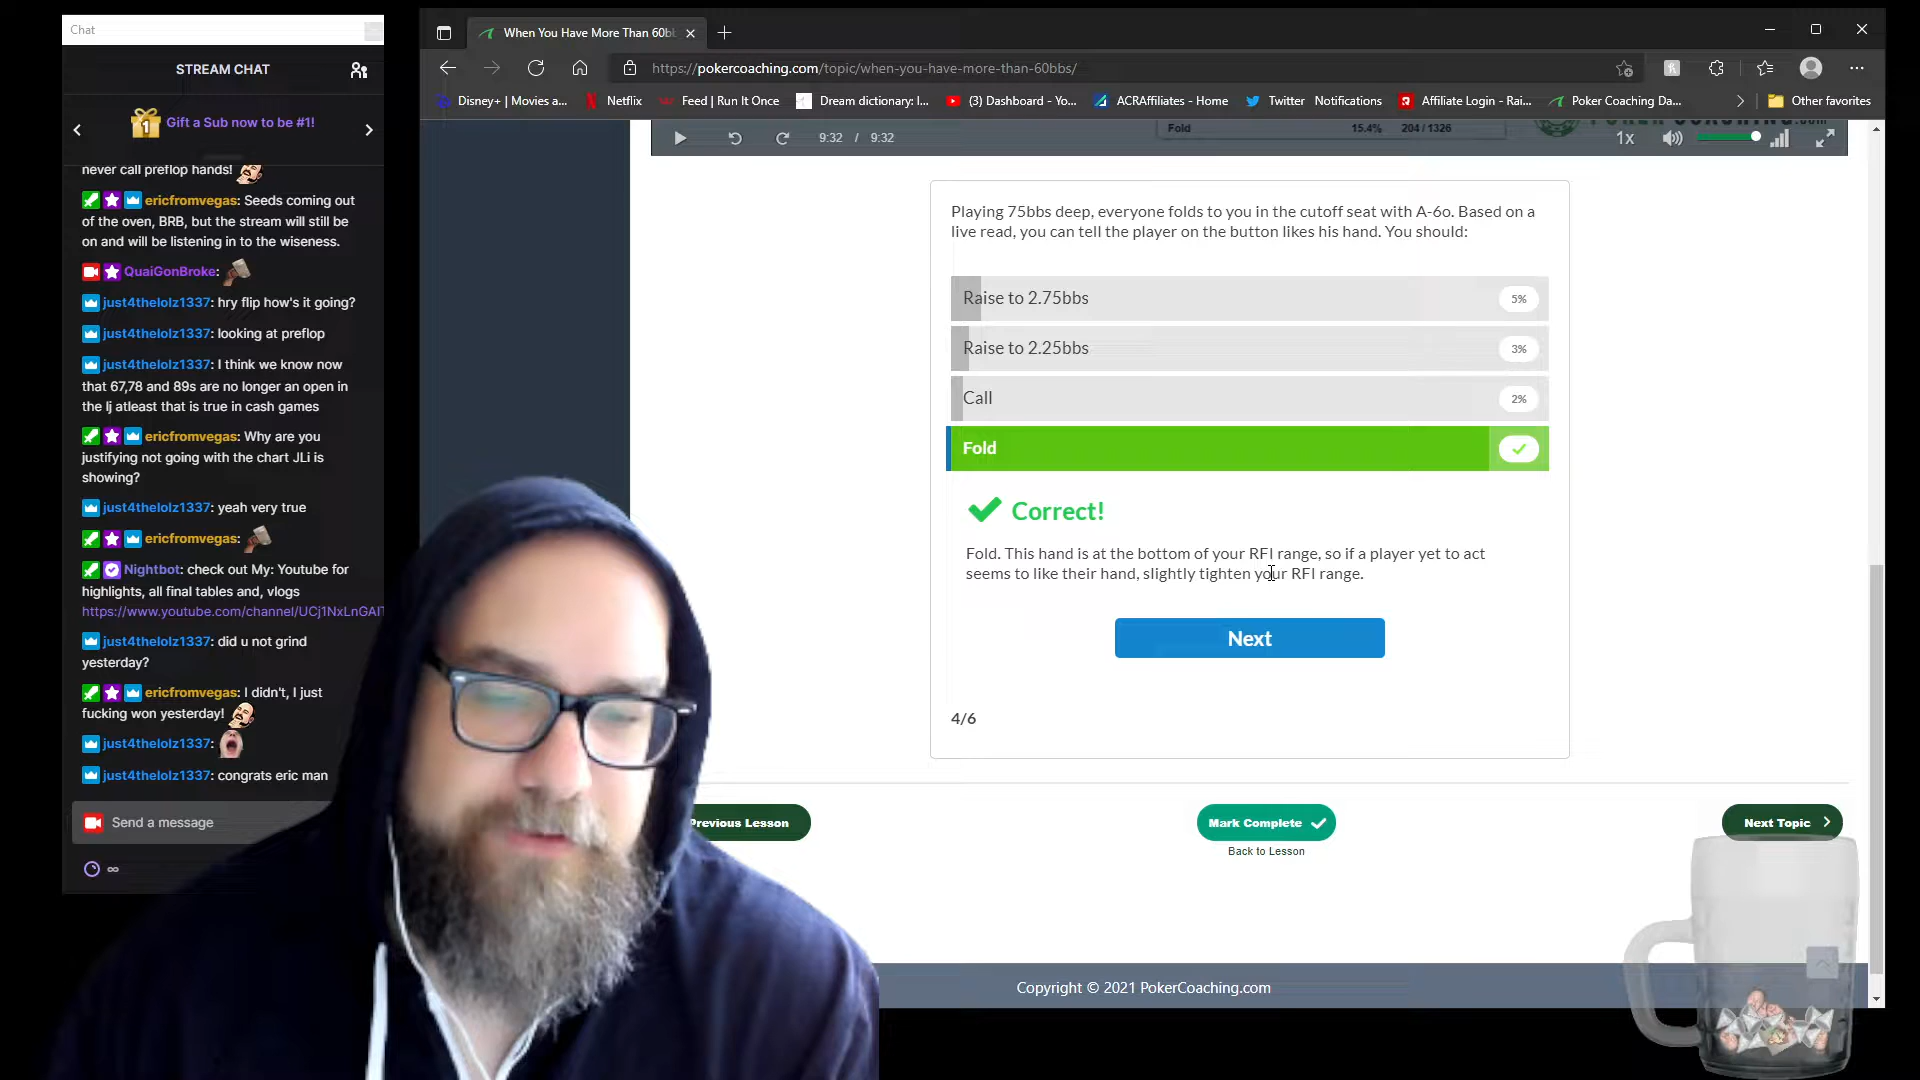 Chat
STREAM CHAT
1
Gift a Sub now to be #1!
never call preflop hands!
ericfromvegas: Seeds coming out
of the oven, BRB, but the stream will still be
on and will be listening in to the wiseness.
QuaiGonBroke:
just4thelolz1337: hry flip how's it going?
just4thelolz1337: looking at preflop
just4thelolz1337: I think we know now
that 67,78 and 89s are no longer an open in
the lj atleast that is true in cash games
ericfromvegas: Why are you
justifying not going with the chart JLi is
showing?
just4thelolz1337: yeah very true
ericfromvegas:
Nightbot: check out My: Youtube for
highlights, all final tables and, vlogs
https://www.youtube.com/channel/UCj1NxLnGAI
just4thelolz1337: did u not grind
yesterday?
ericfromvegas: I didn't, I just
fucking won yesterday!
just4thelolz1337:
just4thelolz1337: congrats eric man
Send a message
∞
When You Have More Than 60bb
https://pokercoaching.com/topic/when-you-have-more-than-60bbs/
Disney+ | Movies a...
Netflix
Feed | Run It Once
Dream dictionary: I...
(3) Dashboard - Yo...
ACRAffiliates - Home
Twitter
Notifications
Affiliate Login - Rai...
Poker Coaching Da...
Other favorites
9:32 / 9:32
Fold 15.4% 204 / 1326
1x
Playing 75bbs deep, everyone folds to you in the cutoff seat with A-6o. Based on a
live read, you can tell the player on the button likes his hand. You should:
Raise to 2.75bbs 5%
Raise to 2.25bbs 3%
Call 2%
Fold
Correct!
Fold. This hand is at the bottom of your RFI range, so if a player yet to act
seems to like their hand, slightly tighten your RFI range.
Next
4/6
Previous Lesson
Mark Complete
Next Topic
Back to Lesson
Copyright © 2021 PokerCoaching.com